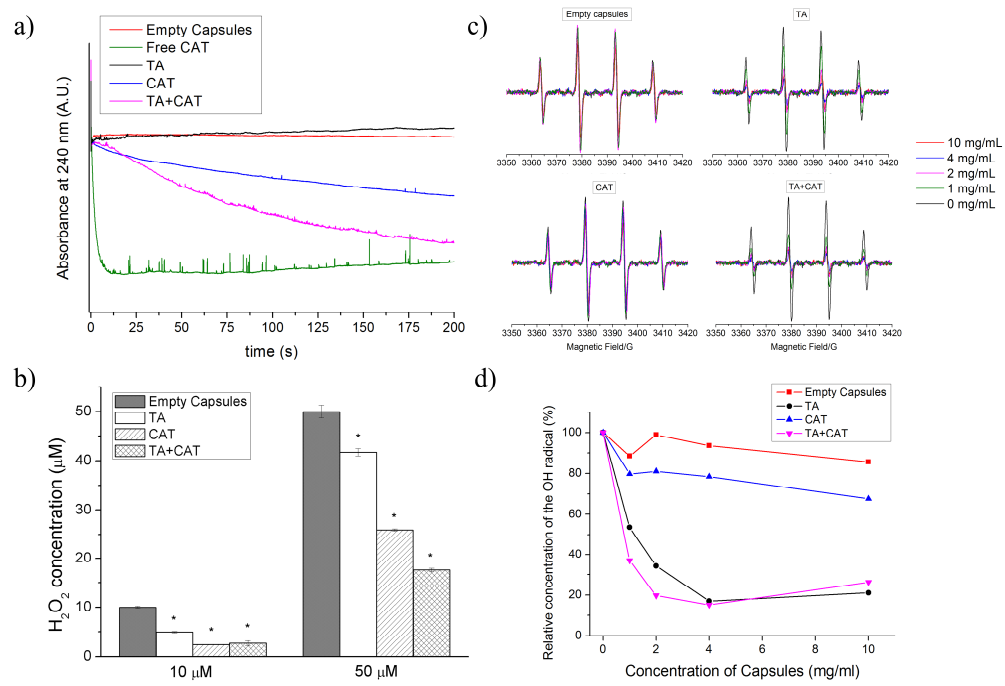 a)
Absorbance at 240 nm (A.U.)
Empty Capsules
Free CAT
TA
CAT
TA+CAT
0 25 50 75 100 125 150 175 200
time (s)
c)
Empty capsules
3350 3360 3370 3380 3390 3400 3410 3420
TA
3350 3360 3370 3380 3390 3400 3410 3420
CAT
3350 3360 3370 3380 3390 3400 3410 3420
Magnetic Field/G
TA+CAT
3350 3360 3370 3380 3390 3400 3410 3420
Magnetic Field/G
10 mg/mL
4 mg/mL
2 mg/mL
1 mg/mL
0 mg/mL
b)
H2O2 concentration (μM)
50
40
30
20
10
0
Empty Capsules
TA
CAT
TA+CAT
* * *
* * *
10 μM 50 μM
d)
Relative concentration of the OH radical (%)
100
80
60
40
20
0
Empty Capsules
TA
CAT
TA+CAT
0 2 4 6 8 10
Concentration of Capsules (mg/ml)